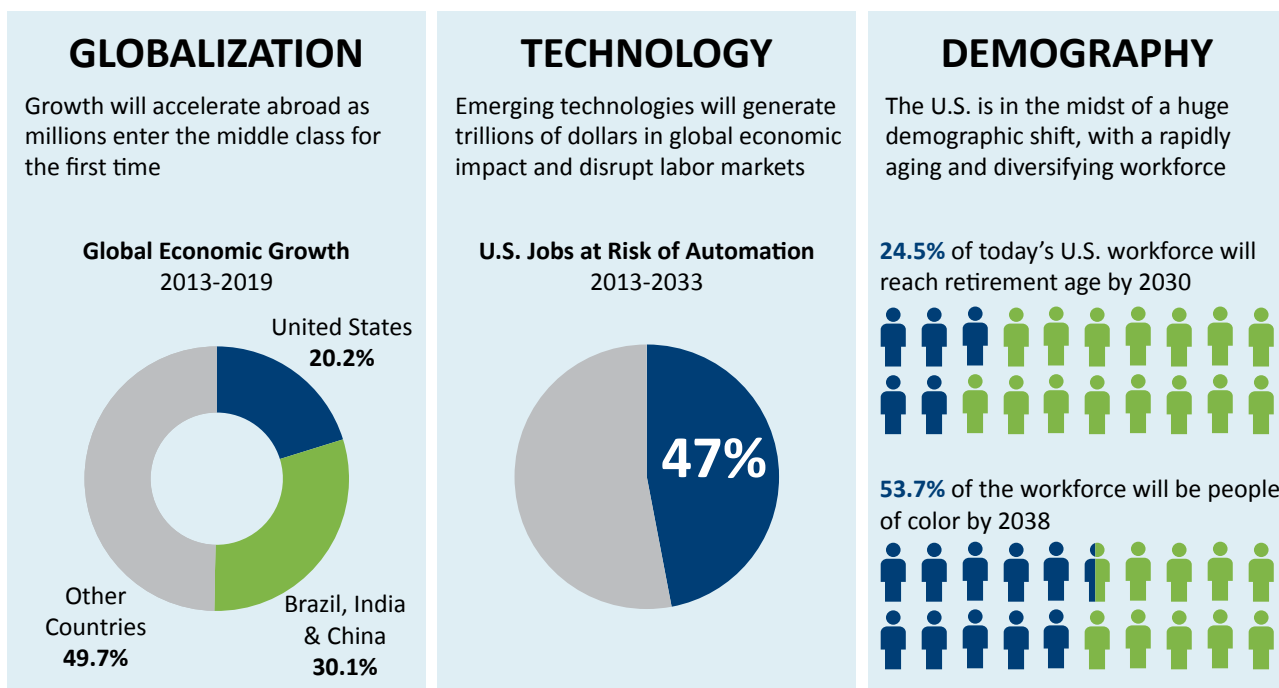 GLOBALIZATION
Growth will accelerate abroad as
millions enter the middle class for
the first time
Global Economic Growth
2013-2019
United States
20.2%
Other
Countries
49.7%
Brazil, India
& China
30.1%
TECHNOLOGY
Emerging technologies will generate
trillions of dollars in global economic
impact and disrupt labor markets
U.S. Jobs at Risk of Automation
2013-2033
47%
DEMOGRAPHY
The U.S. is in the midst of a huge
demographic shift, with a rapidly
aging and diversifying workforce
24.5% of today’s U.S. workforce will
reach retirement age by 2030
53.7% of the workforce will be people
of color by 2038